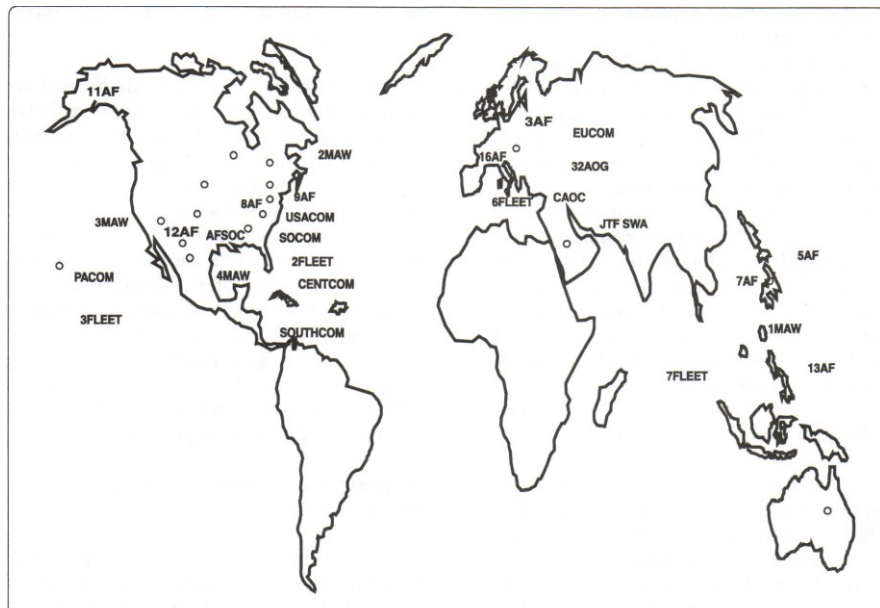 11AF
3AF
EUCOM
2MAW
16AF
32AOG
9AF
8AF
6FLEET
CAOC
USACOM
3MAW
12AF
AFSOC
JTF SWA
SOCOM
2FLEET
5AF
PACOM
4MAW
CENTCOM
7AF
3FLEET
SOUTHCOM
1MAW
7FLEET
13AF